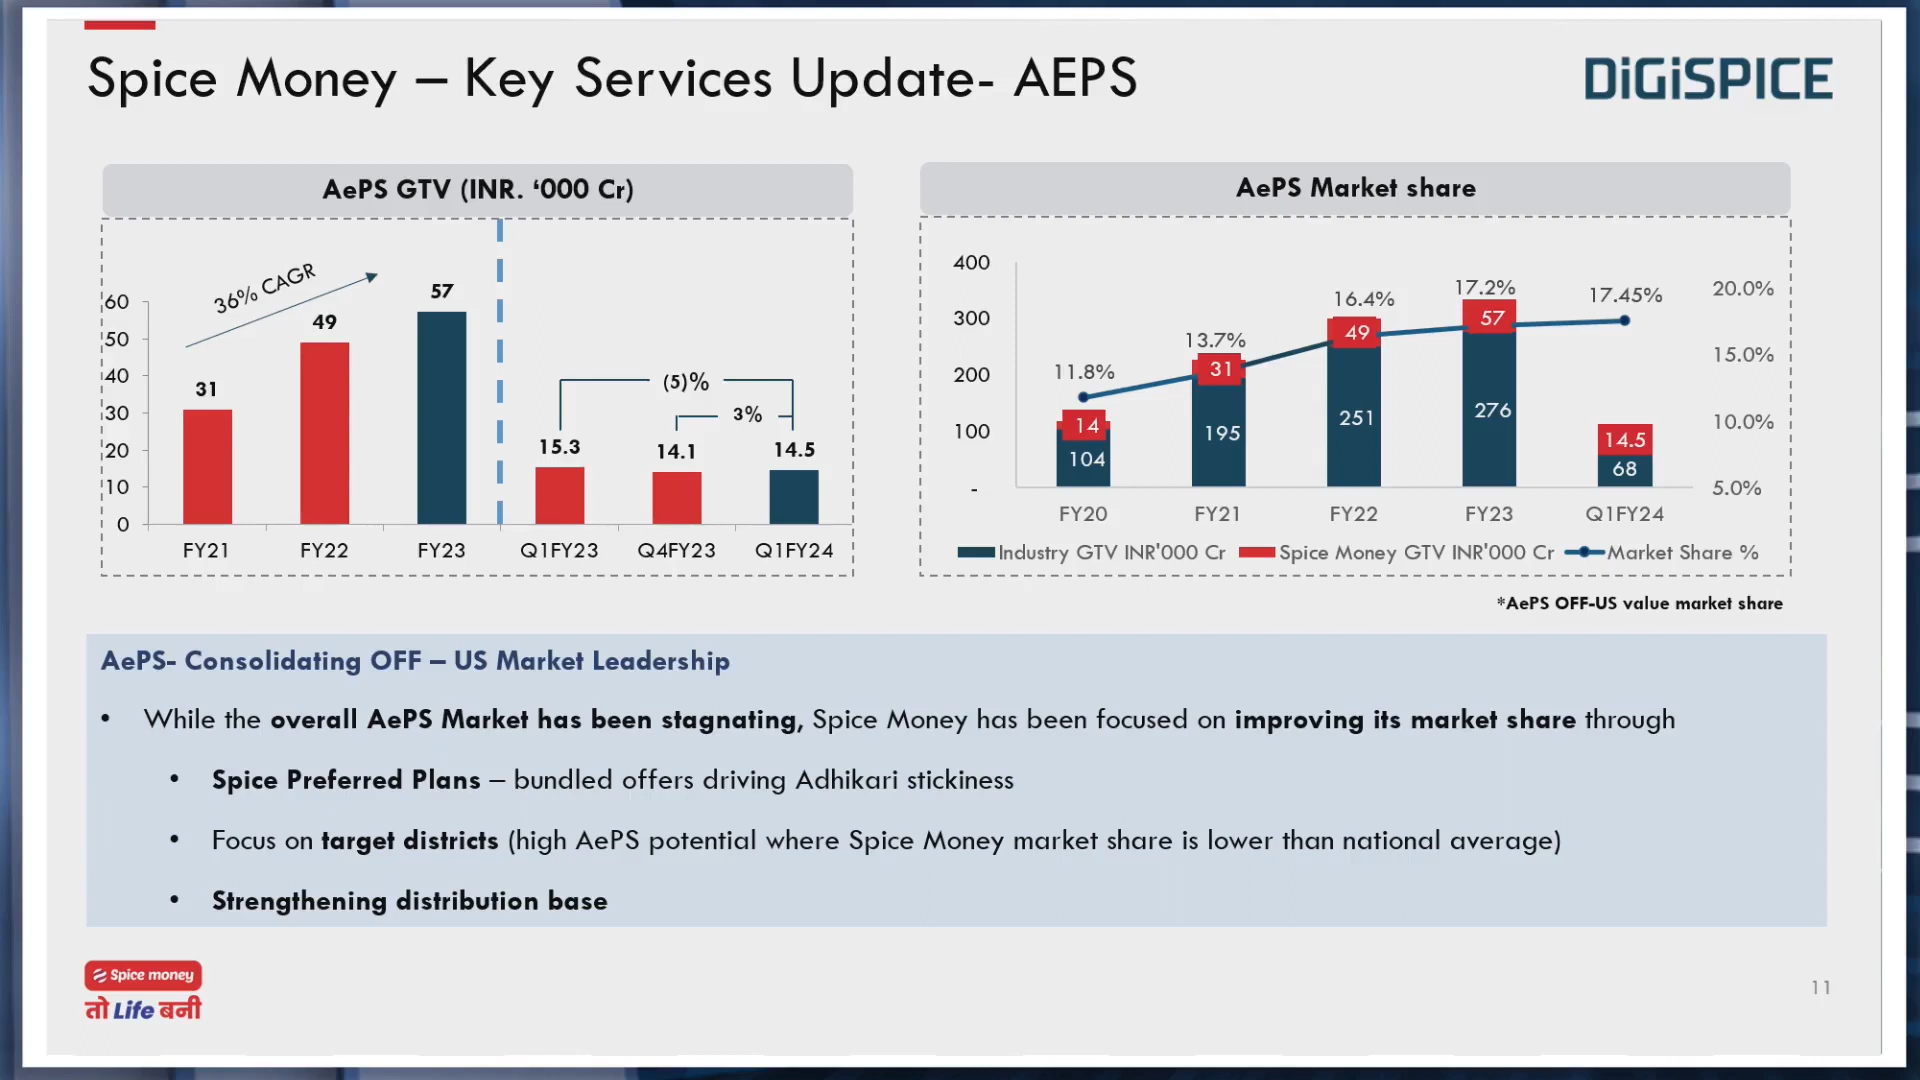 Spice Money – Key Services Update- AEPS
DiGiSPICE
AePS GTV (INR. ‘000 Cr)
36% CAGR
60
50
40
30
20
10
0
31
49
57
15.3
14.1
14.5
(5)%
3%
FY21
FY22
FY23
Q1FY23
Q4FY23
Q1FY24
AePS Market share
400
300
200
100
-
11.8%
13.7%
16.4%
17.2%
17.45%
20.0%
15.0%
10.0%
5.0%
14
31
49
57
14.5
104
195
251
276
68
FY20
FY21
FY22
FY23
Q1FY24
Industry GTV INR'000 Cr
Spice Money GTV INR'000 Cr
Market Share %
*AePS OFF-US value market share
AePS- Consolidating OFF – US Market Leadership
• While the overall AePS Market has been stagnating, Spice Money has been focused on improving its market share through
• Spice Preferred Plans – bundled offers driving Adhikari stickiness
• Focus on target districts (high AePS potential where Spice Money market share is lower than national average)
• Strengthening distribution base
Spice money
तो Life बनी
11